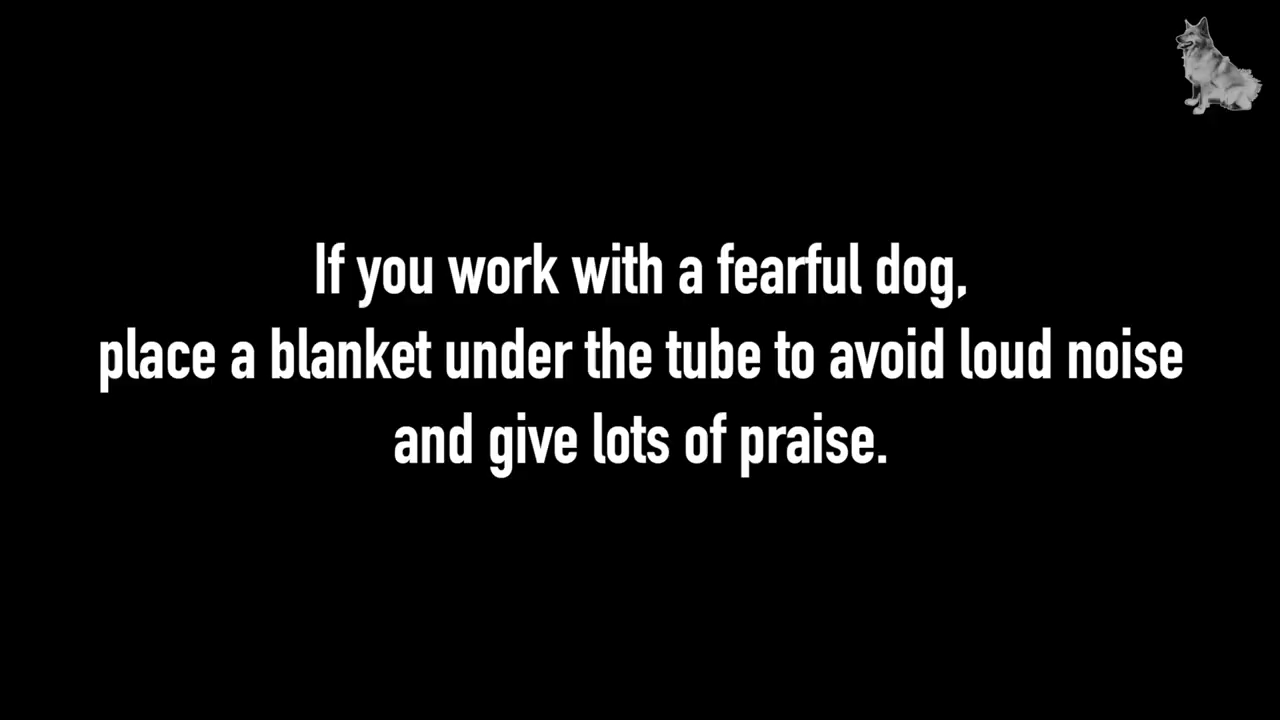 If you work with a fearful dog,
place a blanket under the tube to avoid loud noise
and give lots of praise.